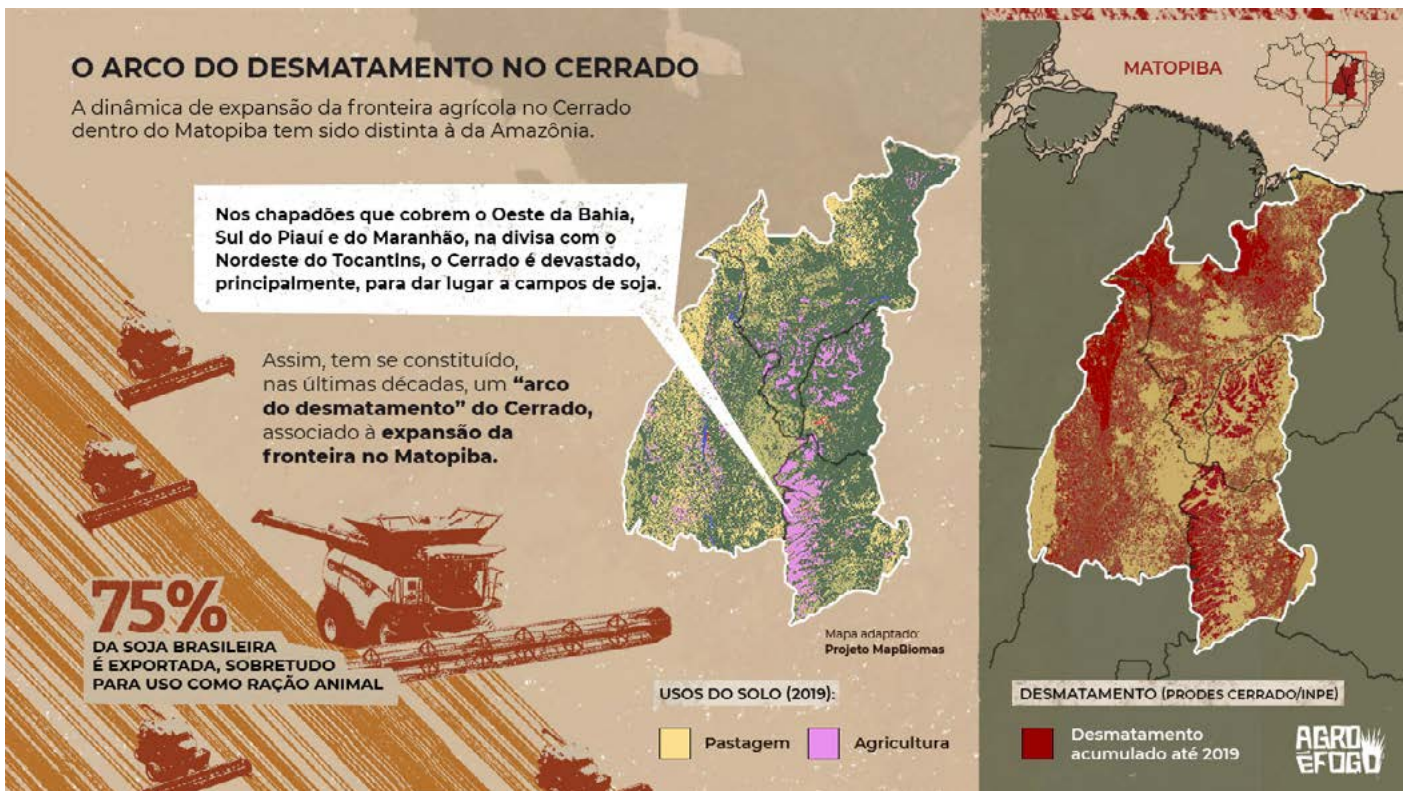 O ARCO DO DESMATAMENTO NO CERRADO
A dinâmica de expansão da fronteira agrícola no Cerrado
dentro do Matopiba tem sido distinta à da Amazônia.
Nos chapadões que cobrem o Oeste da Bahia,
Sul do Piauí e do Maranhão, na divisa com o
Nordeste do Tocantins, o Cerrado é devastado,
principalmente, para dar lugar a campos de soja.
Assim, tem se constituído,
nas últimas décadas, um “arco
do desmatamento” do Cerrado,
associado à expansão da
fronteira no Matopiba.
75%
DA SOJA BRASILEIRA
É EXPORTADA, SOBRETUDO
PARA USO COMO RAÇÃO ANIMAL
Mapa adaptado:
Projeto MapBiomas
USOS DO SOLO (2019):
Pastagem
Agricultura
MATOPIBA
DESMATAMENTO (PRODES CERRADO/INPE)
Desmatamento
acumulado até 2019
AGRO
É FOGO